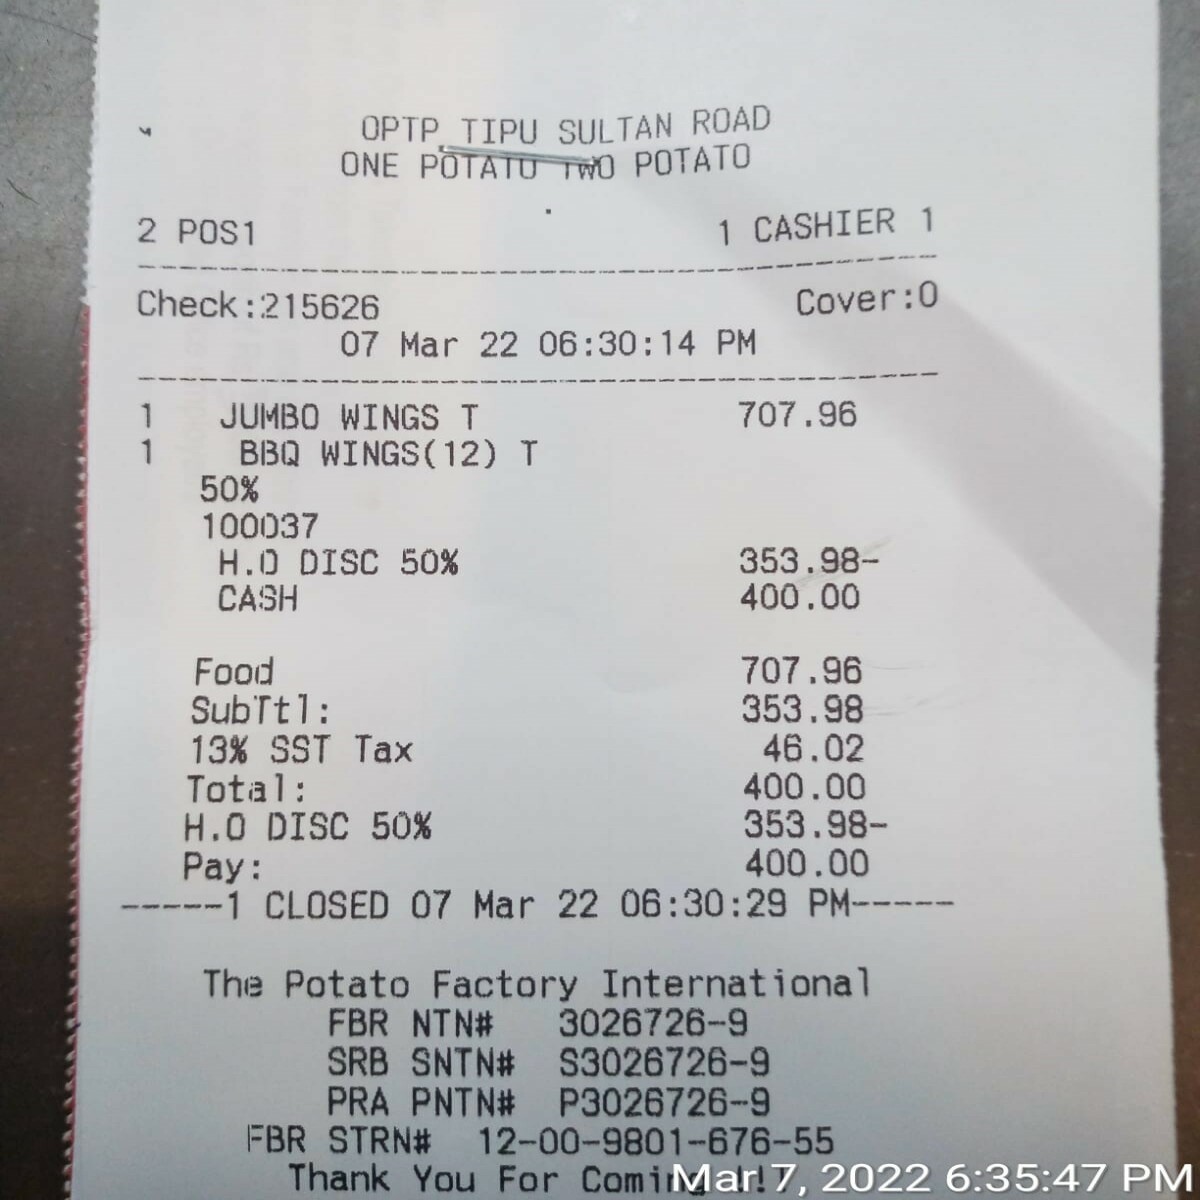 OPTP TIPU SULTAN ROAD
ONE POTATO TWO POTATO
2 POS1 1 CASHIER 1
Check:215626 Cover:0
07 Mar 22 06:30:14 PM
1 JUMBO WINGS T 707.96
1 BBQ WINGS(12) T
50%
100037
H.O DISC 50% 353.98-
CASH 400.00
Food 707.96
SubTtl: 353.98
13% SST Tax 46.02
Total: 400.00
H.O DISC 50% 353.98-
Pay: 400.00
-----1 CLOSED 07 Mar 22 06:30:29 PM-----
The Potato Factory International
FBR NTN# 3026726-9
SRB SNTN# S3026726-9
PRA PNTN# P3026726-9
FBR STRN# 12-00-9801-676-55
Thank You For Coming
Mar 7, 2022 6:35:47 PM